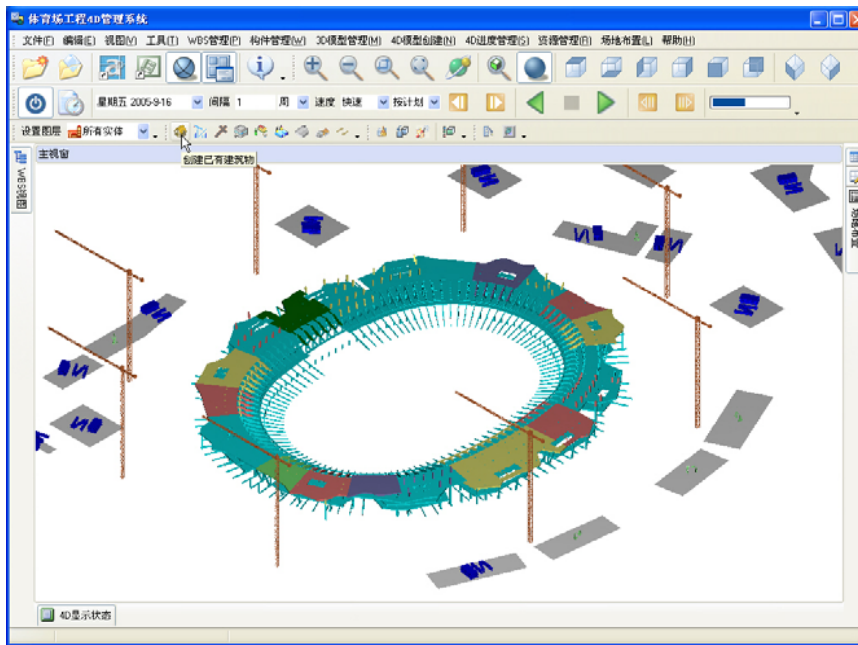 体育场工程4D管理系统
文件(F) 编辑(E) 视图(V) 工具(T) WBS管理(P) 构件管理(W) 3D模型管理(M) 4D模型创建(N) 4D进度管理(S) 资源管理(R) 场地布置(L) 帮助(H)
星期五 2005-9-16 间隔 1 周 速度 快速 按计划
设置图层 所有实体
创建已有建筑物
主视窗
WBS视图
4D显示状态